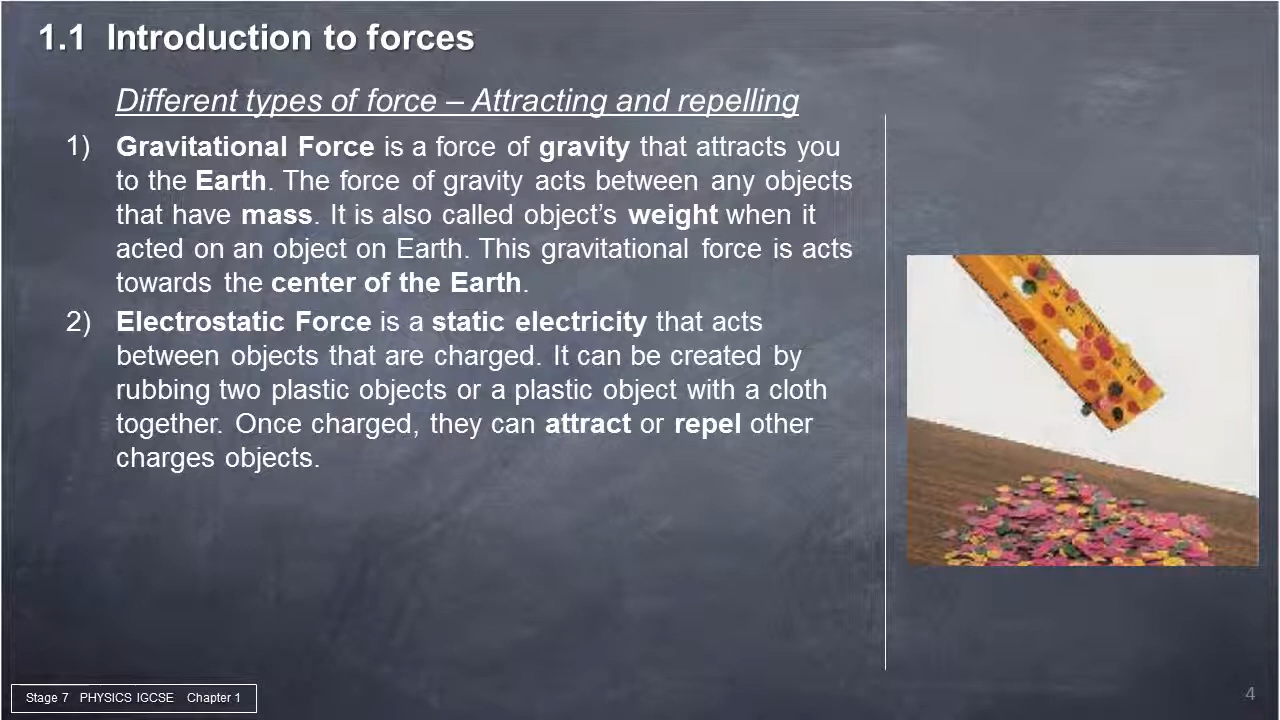 1.1 Introduction to forces
Different types of force – Attracting and repelling
1) Gravitational Force is a force of gravity that attracts you
to the Earth. The force of gravity acts between any objects
that have mass. It is also called object’s weight when it
acted on an object on Earth. This gravitational force is acts
towards the center of the Earth.
2) Electrostatic Force is a static electricity that acts
between objects that are charged. It can be created by
rubbing two plastic objects or a plastic object with a cloth
together. Once charged, they can attract or repel other
charges objects.
Stage 7 PHYSICS IGCSE Chapter 1
4